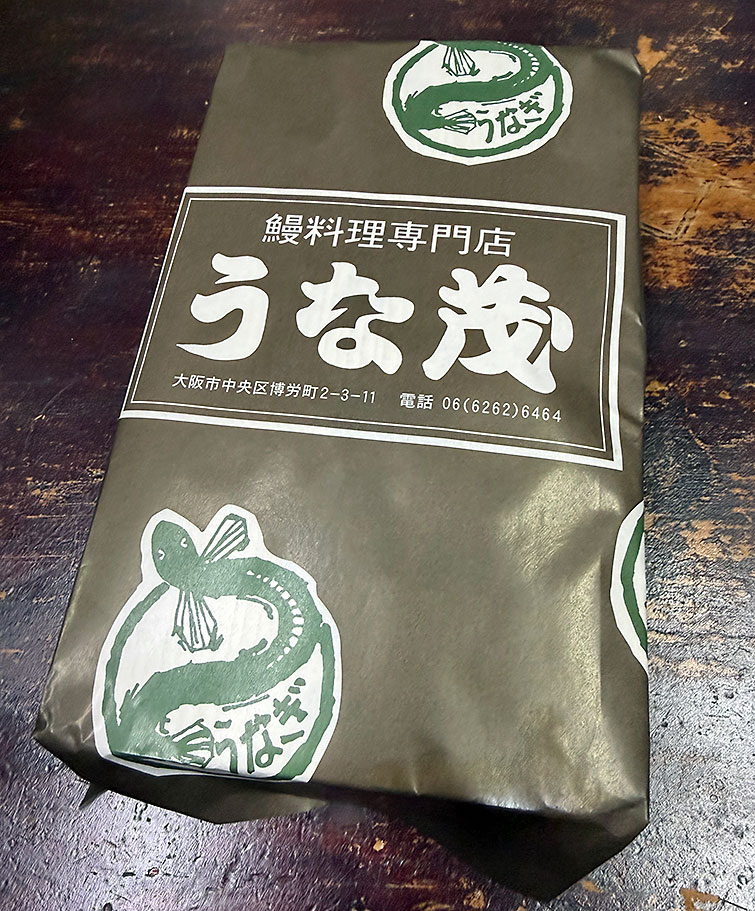 うなぎ
鰻料理専門店
うな茂
大阪市中央区博労町2-3-11 電話 06(6262)6464
うなぎ